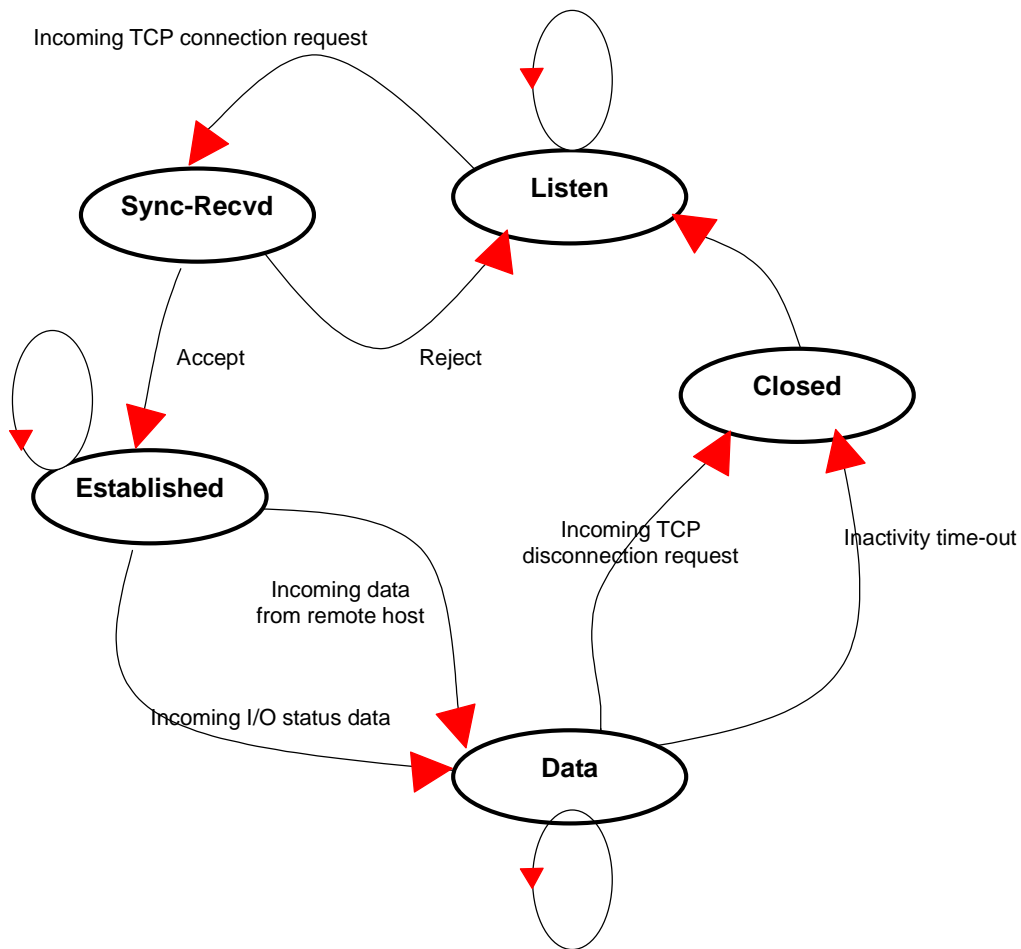 Incoming TCP connection request
Listen
Sync-Recvd
Accept
Reject
Closed
Established
Incoming TCP
disconnection request
Inactivity time-out
Incoming data
from remote host
Incoming I/O status data
Data